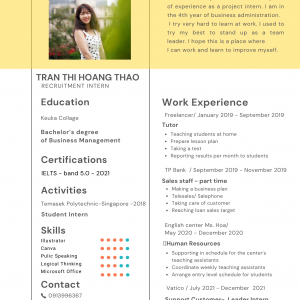 of experience as a project intern. I am in
the 4th year of business administration.
I try very hard to learn at work. I used to
try my best to stand up as a team
leader. I hope this is a place where
I can work and learn to improve myself.
TRAN THI HOANG THAO
RECRUITMENT INTERN
Education
Keuka Collage
Bachelor's degree
of Business Management
Certifications
IELTS - band 5.0 - 2021
Activities
Temasek Polytechnic-Singapore -2018
Student Intern
Skills
Illustrator
Canva
Pulic Speaking
Logical Thinking
Microsoft Office
Contact
0913996367
Work Experience
Freelancer/ January 2019 - September 2019
Tutor
Teaching students at home
Prepare lesson plan
Taking a test
Reporting results per month to students
TP Bank / September 2019 - November 2019
Sales staff - part time
Making a business plan
Telesales/ Salephone
Taking care of customer
Reaching loan sales target
English center Ms. Hoa/
May 2020 - December 2020
Human Resources
Supporting in schedule for the center's
teaching assistants
Coordinate weekly teaching assistants
Arrange entry schedule for students
Vatico / July 2021 - December 2021
Support Customer- Leader Intern